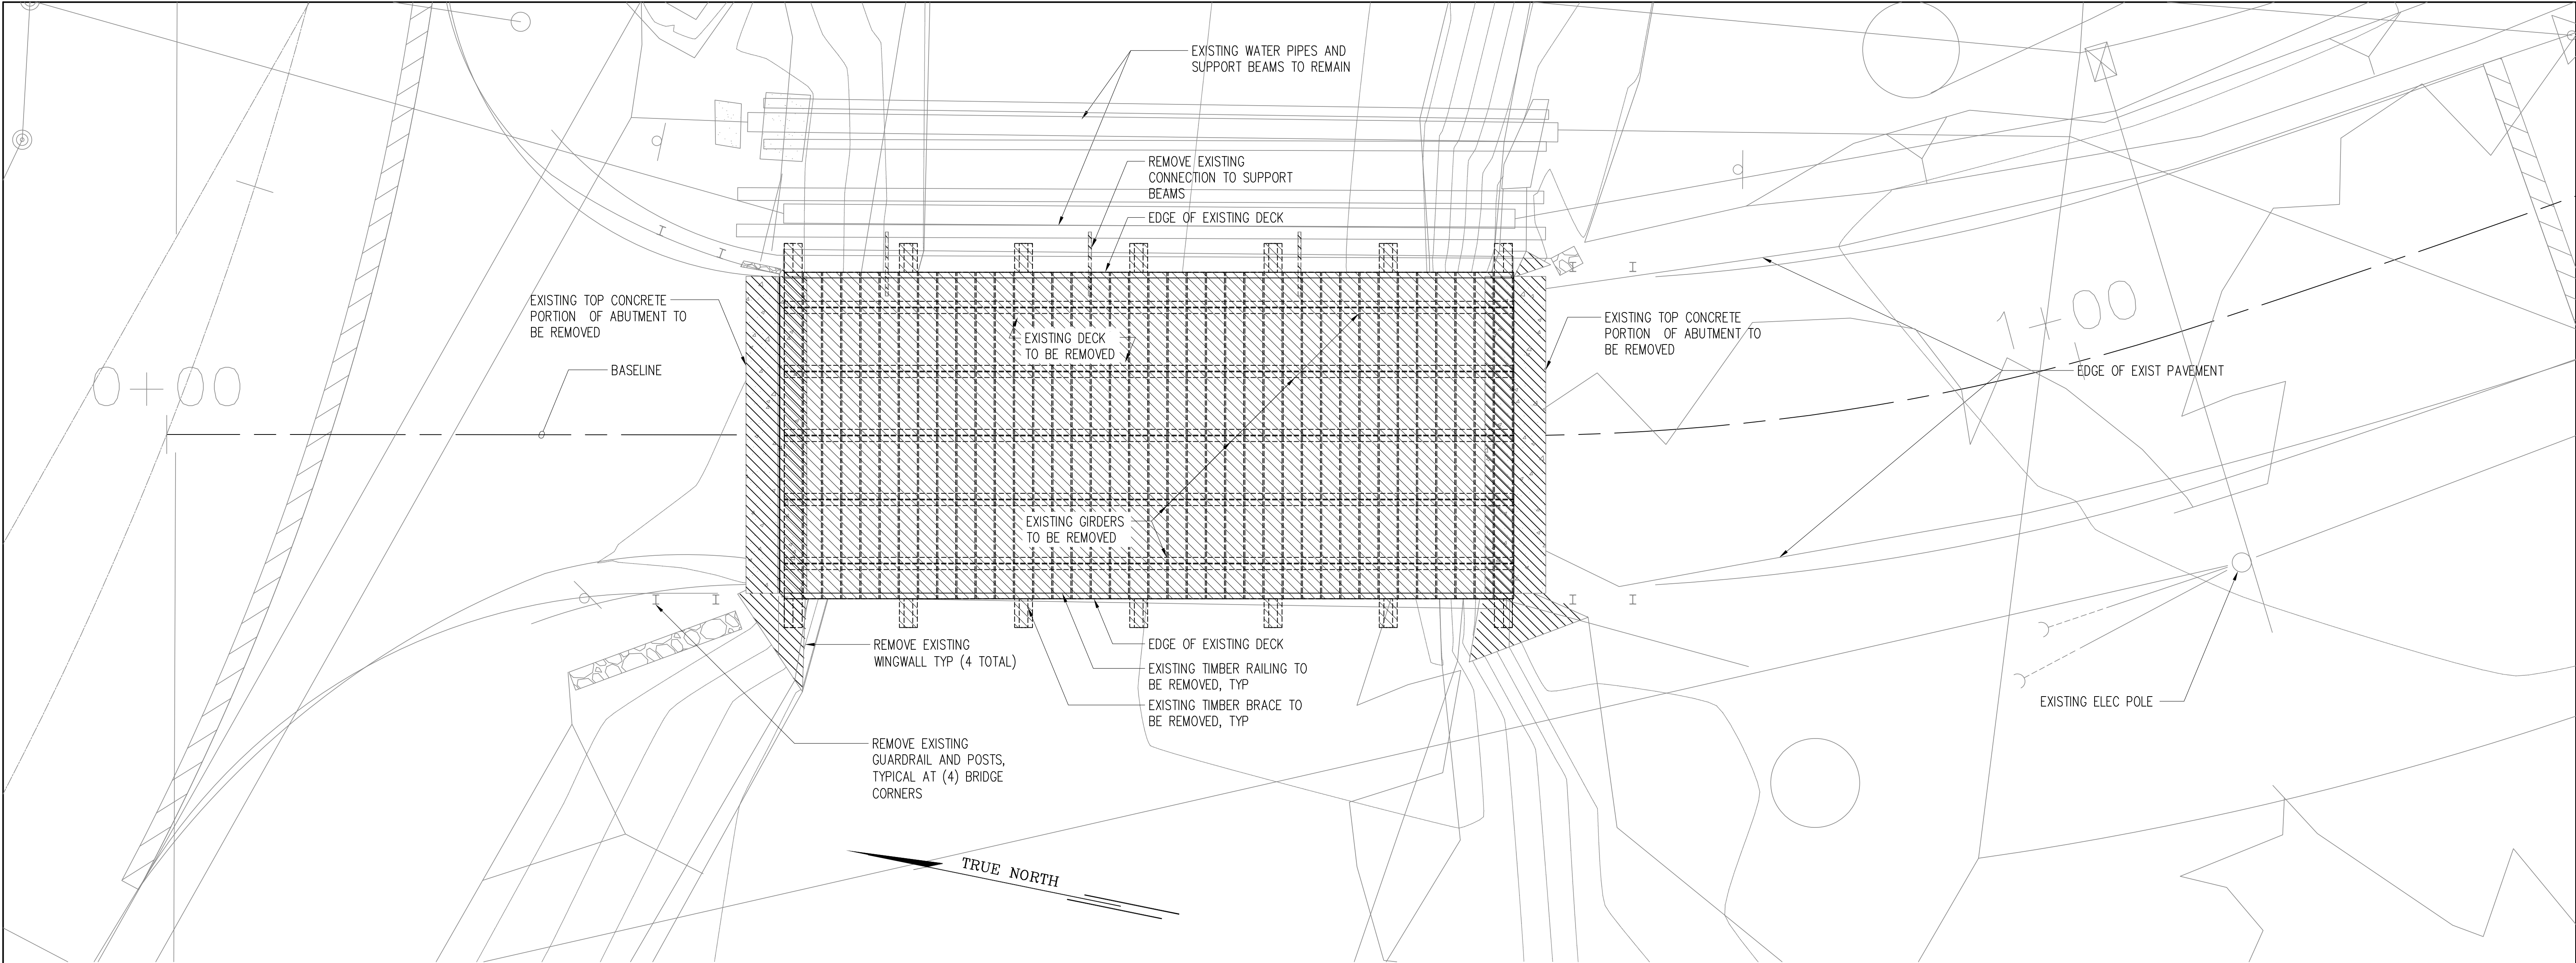 EXISTING WATER PIPES AND
SUPPORT BEAMS TO REMAIN
REMOVE EXISTING
CONNECTION TO SUPPORT
BEAMS
EDGE OF EXISTING DECK
EXISTING TOP CONCRETE
PORTION OF ABUTMENT TO
BE REMOVED
BASELINE
0+00
EXISTING DECK
TO BE REMOVED
EXISTING GIRDERS
TO BE REMOVED
EXISTING TOP CONCRETE
PORTION OF ABUTMENT TO
BE REMOVED
1+00
EDGE OF EXIST PAVEMENT
REMOVE EXISTING
WINGWALL TYP (4 TOTAL)
EDGE OF EXISTING DECK
EXISTING TIMBER RAILING TO
BE REMOVED, TYP
EXISTING TIMBER BRACE TO
BE REMOVED, TYP
REMOVE EXISTING
GUARDRAIL AND POSTS,
TYPICAL AT (4) BRIDGE
CORNERS
EXISTING ELEC POLE
TRUE NORTH